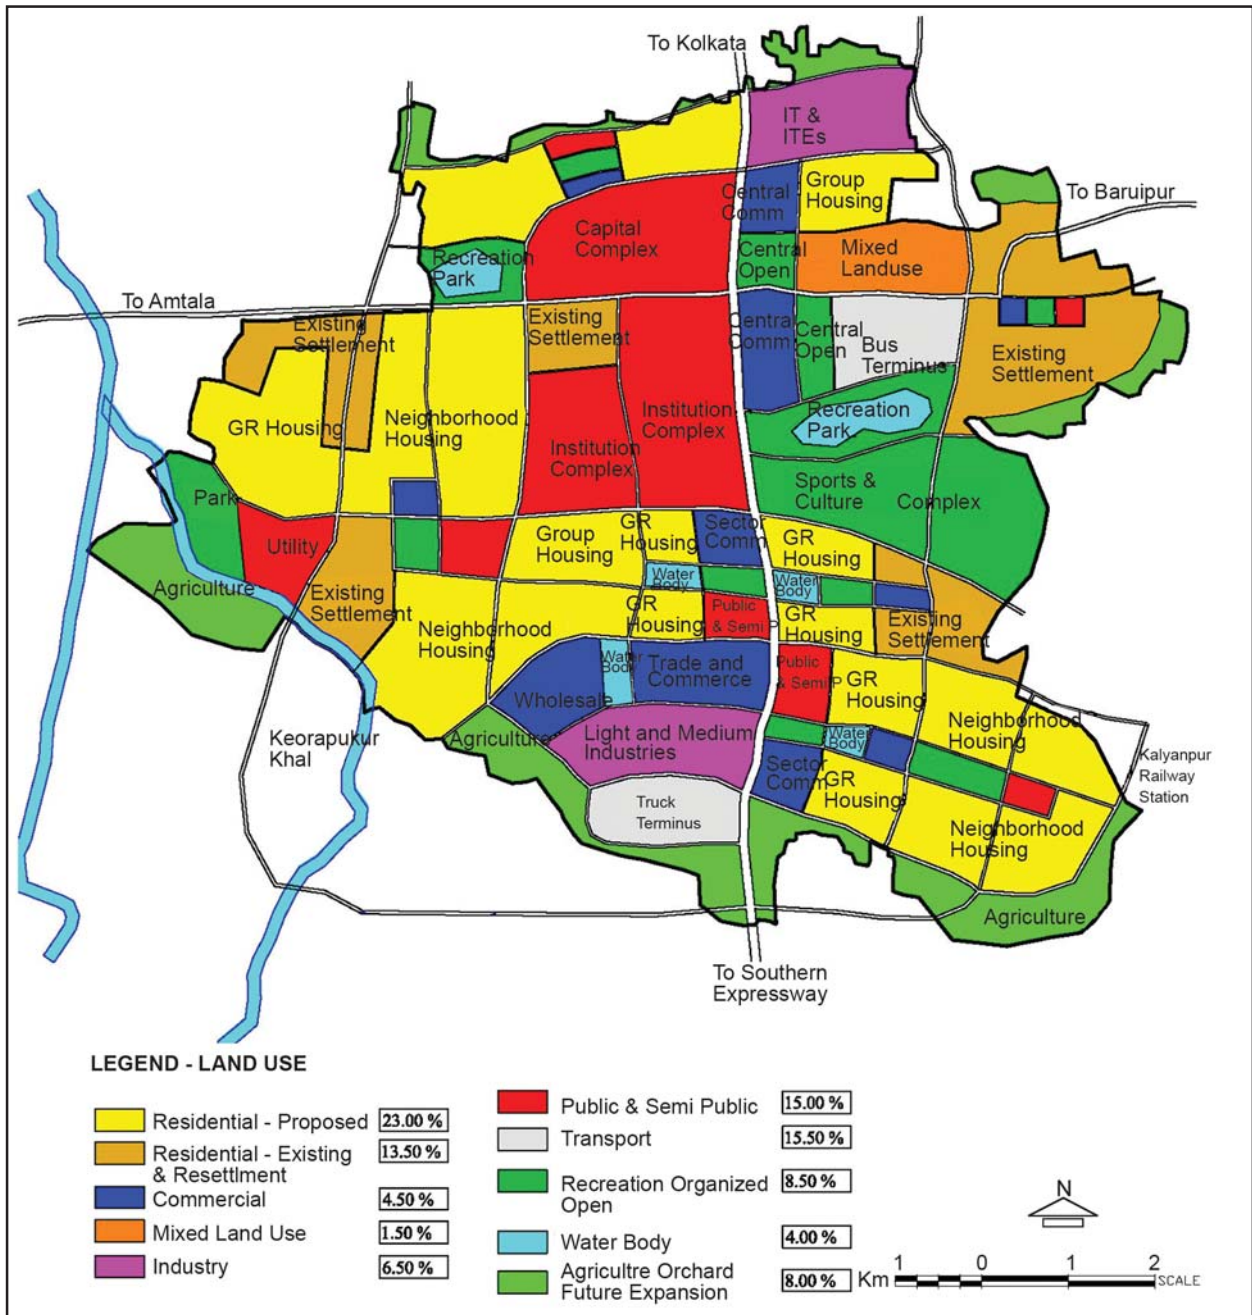 To Kolkata
IT &
ITEs
Central
Comm
Group
Housing
To Baruipur
Capital
Complex
Recreation
Park
Central
Open
Mixed
Landuse
To Amtala
Existing
Settlement
Existing
Settlement
Central
Comm
Central
Open
Bus
Terminus
Existing
Settlement
GR Housing
Neighborhood
Housing
Institution
Complex
Institution
Complex
Recreation
Park
Sports &
Culture
Complex
Park
Utility
Group
Housing
GR
Housing
Sector
Comm
GR
Housing
Agriculture
Existing
Settlement
Water
Body
Water
Body
Neighborhood
Housing
GR
Housing
Public
& Semi P
GR
Housing
Existing
Settlement
Water
Body
Trade and
Commerce
Public
& Semi P
GR
Housing
Wholesale
Neighborhood
Housing
Keorapukur
Khal
Agriculture
Light and Medium
Industries
Water
Body
Sector
Comm
GR
Housing
Kalyanpur
Railway
Station
Truck
Terminus
Neighborhood
Housing
Agriculture
To Southern
Expressway
LEGEND - LAND USE
Residential - Proposed 23.00 %
Residential - Existing 13.50 %
& Resettlment
Commercial 4.50 %
Mixed Land Use 1.50 %
Industry 6.50 %
Public & Semi Public 15.00 %
Transport 15.50 %
Recreation Organized 8.50 %
Open
Water Body 4.00 %
Agricultre Orchard
Future Expansion 8.00 %
N
1 0 1 2
Km SCALE